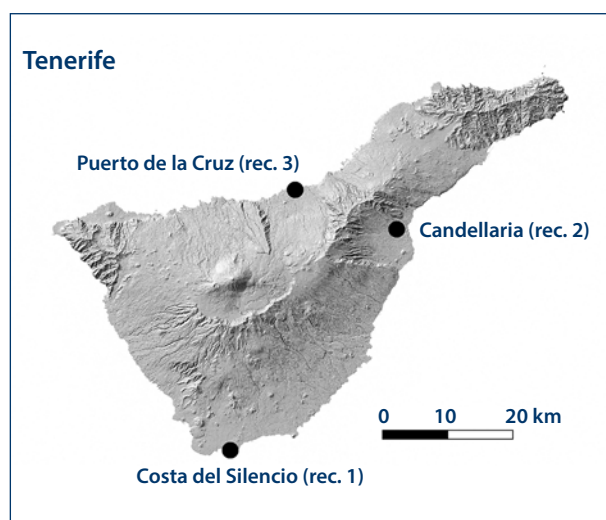 Tenerife
Puerto de la Cruz (rec. 3)
Candellaria (rec. 2)
0 10 20 km
Costa del Silencio (rec. 1)